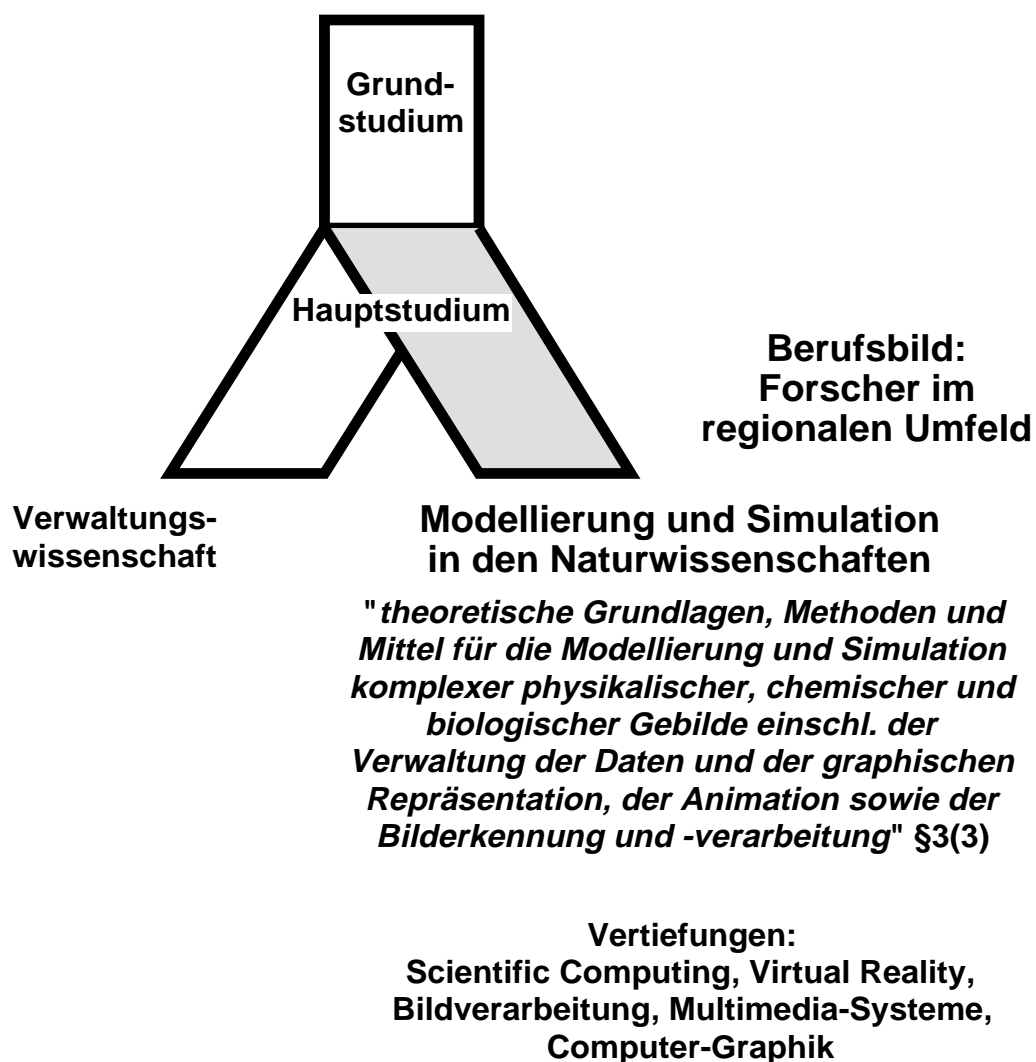 Grund-
studium
Hauptstudium
Berufsbild:
Forscher im
regionalen Umfeld
Verwaltungs-
wissenschaft
Modellierung und Simulation
in den Naturwissenschaften
"theoretische Grundlagen, Methoden und
Mittel für die Modellierung und Simulation
komplexer physikalischer, chemischer und
biologischer Gebilde einschl. der
Verwaltung der Daten und der graphischen
Repräsentation, der Animation sowie der
Bilderkennung und -verarbeitung" §3(3)
Vertiefungen:
Scientific Computing, Virtual Reality,
Bildverarbeitung, Multimedia-Systeme,
Computer-Graphik